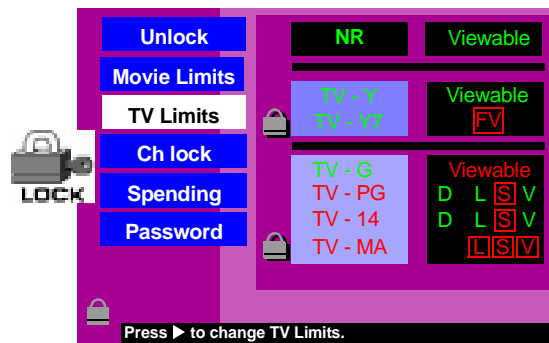 Unlock
Movie Limits
TV Limits
Ch lock
Spending
Password
LOCK
NR Viewable
TV - Y Viewable
TV - Y7 FV
TV - G Viewable
TV - PG D L S V
TV - 14 D L S V
TV - MA L S V
Press ▶ to change TV Limits.